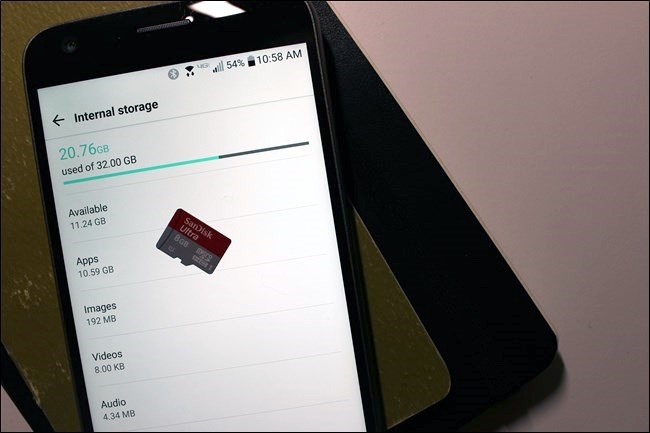 54% 10:58 AM
Internal storage
20.76GB
used of 32.00 GB
Available
11.24 GB
SanDisk
Ultra
8GB
Apps
10.59 GB
Images
192 MB
Videos
8.00 KB
Audio
4.34 MB